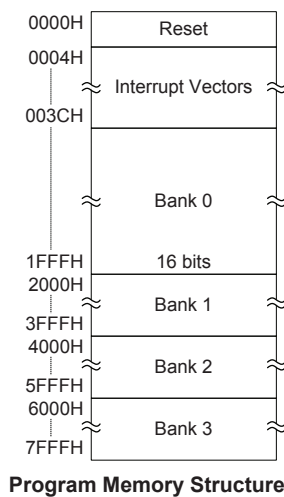 0000H
Reset
0004H
Interrupt Vectors
003CH
Bank 0
1FFFH 16 bits
2000H
Bank 1
3FFFH
4000H
Bank 2
5FFFH
6000H
Bank 3
7FFFH
Program Memory Structure